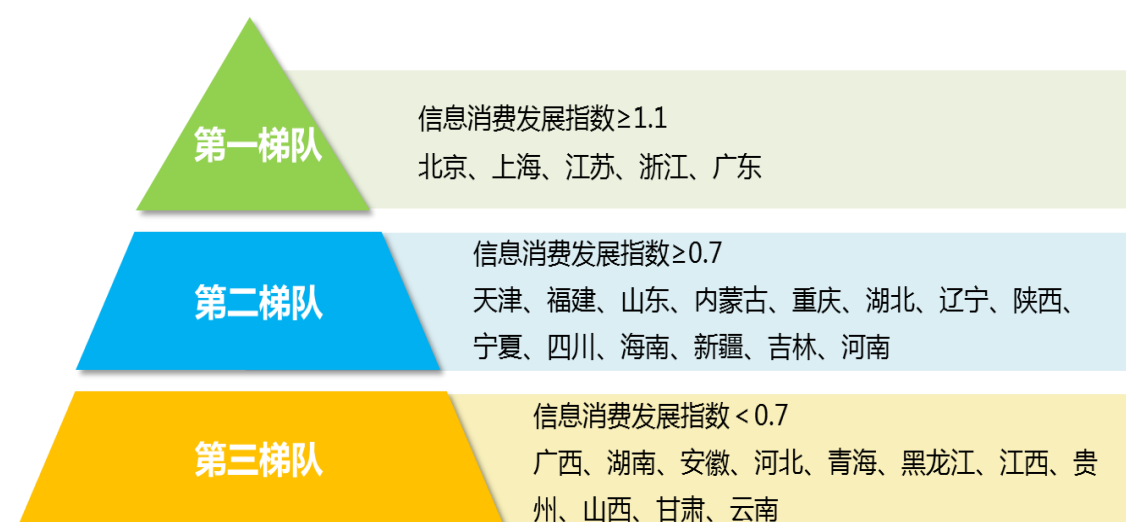 第一梯队
信息消费发展指数≥1.1
北京、上海、江苏、浙江、广东
第二梯队
信息消费发展指数≥0.7
天津、福建、山东、内蒙古、重庆、湖北、辽宁、陕西、
宁夏、四川、海南、新疆、吉林、河南
第三梯队
信息消费发展指数<0.7
广西、湖南、安徽、河北、青海、黑龙江、江西、贵
州、山西、甘肃、云南